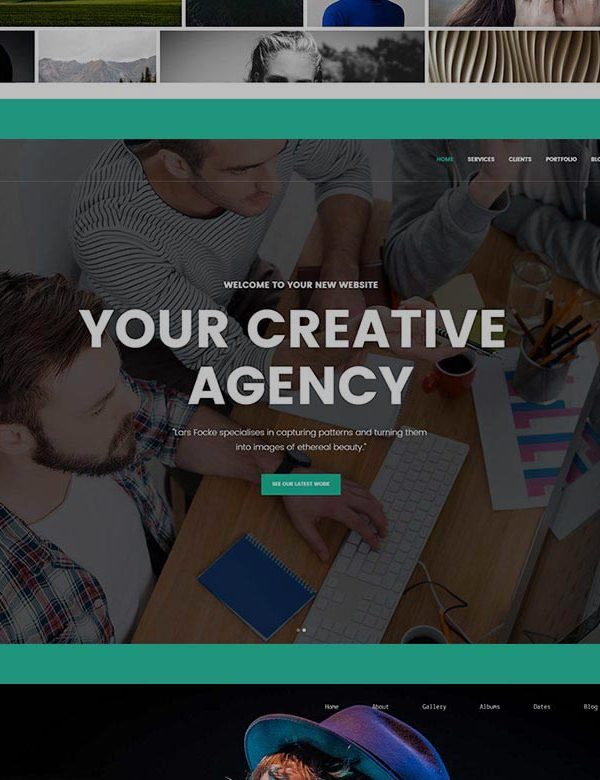 HOME SERVICES CLIENTS PORTFOLIO
WELCOME TO YOUR NEW WEBSITE
YOUR CREATIVE
AGENCY
"Lars Focke specialises in capturing patterns and turning them
into images of ethereal beauty."
SEE OUR LATEST WORK
Home About Gallery Albums Dates Blog